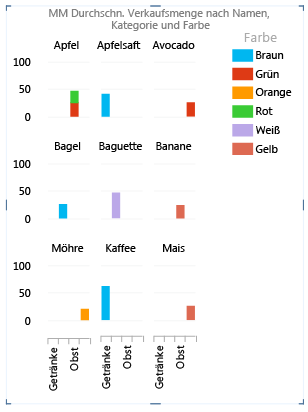 MM Durchschn. Verkaufsmenge nach Namen,
Kategorie und Farbe
Farbe
Braun
Grün
Orange
Rot
Weiß
Gelb
Apfel Apfelsaft Avocado
100
50
0
Bagel Baguette Banane
100
50
0
Möhre Kaffee Mais
100
50
0
Getränke Obst Getränke Obst Getränke Obst